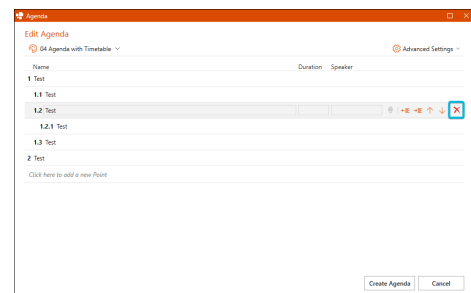 Agenda
Edit Agenda
04 Agenda with Timetable
Advanced Settings
Name Duration Speaker
1 Test
1.1 Test
1.2 Test
1.2.1 Test
1.3 Test
2 Test
Click here to add a new Point
Create Agenda Cancel